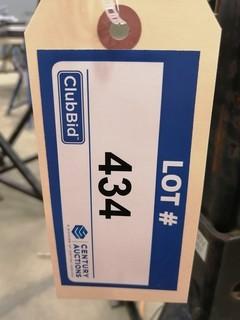 LOT #
434
ClubBid
CENTURY
AUCTIONS